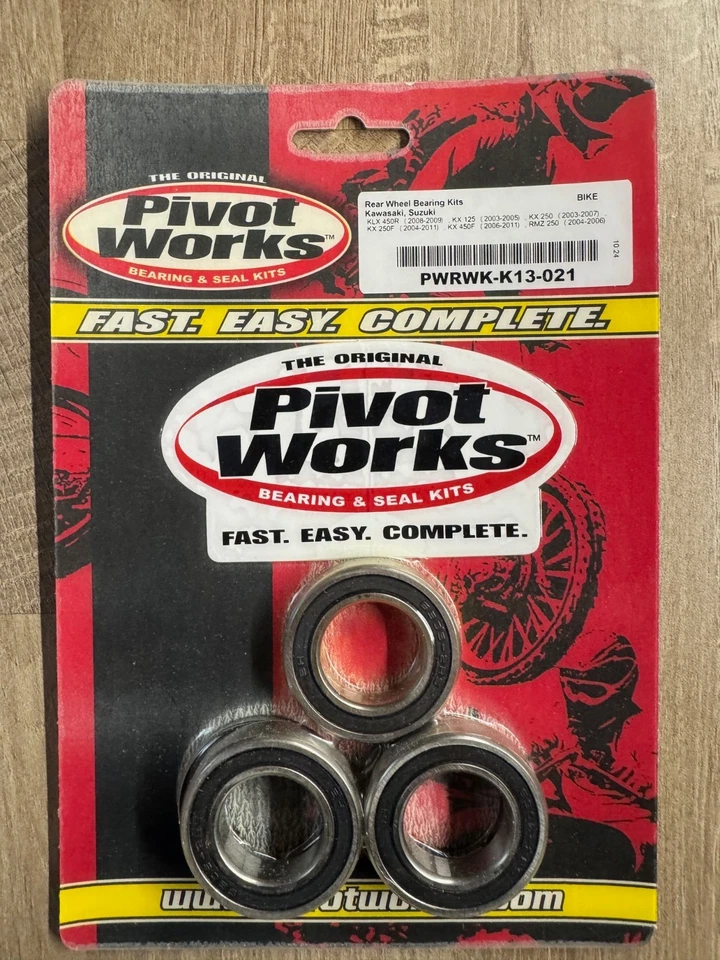 THE ORIGINAL
Pivot
Works™
BEARING & SEAL KITS
Rear Wheel Bearing Kits
BIKE
Kawasaki, Suzuki
KLX 450R (2008-2009) , KX 125 (2003-2005) , KX 250 (2003-2007) ,
KX 250F (2004-2011) , KX 450F (2006-2011) , RMZ 250 (2004-2006)
10.24
PWRWK-K13-021
FAST. EASY. COMPLETE.
THE ORIGINAL
Pivot
Works™
BEARING & SEAL KITS
FAST. EASY. COMPLETE.